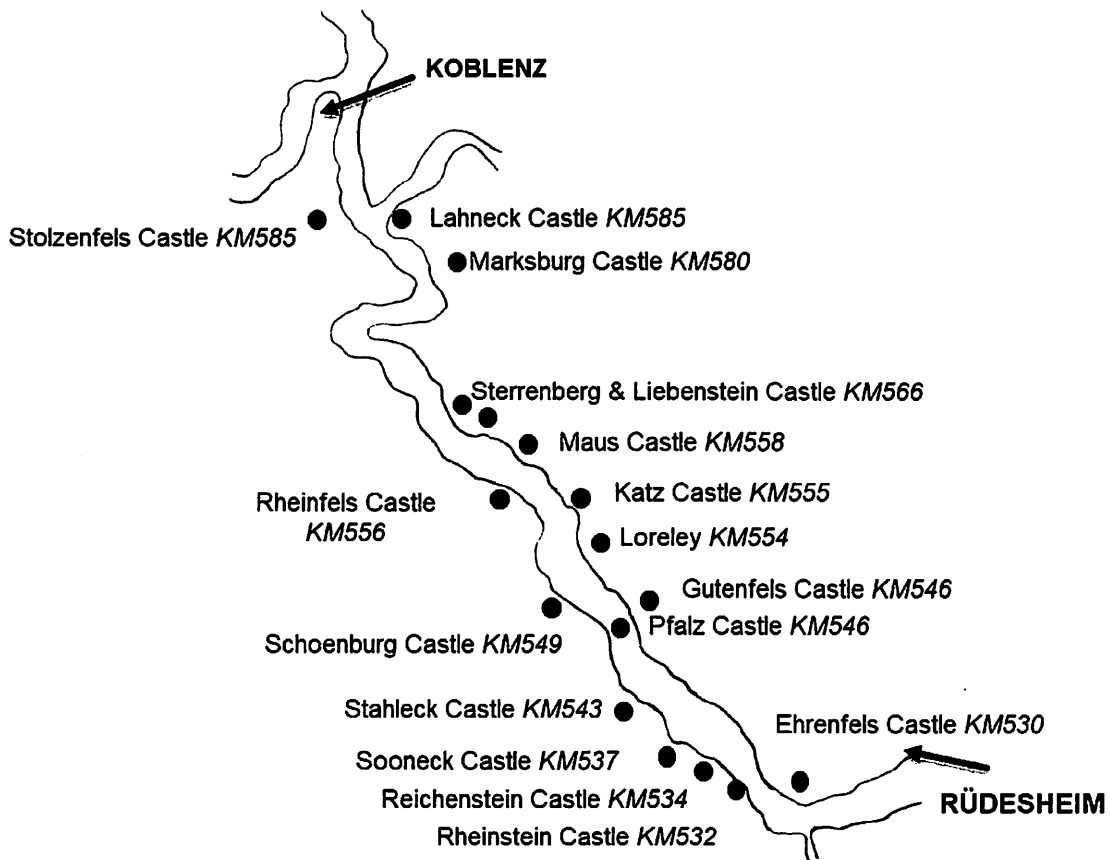 KOBLENZ
Lahneck Castle KM585
Stolzenfels Castle KM585
Marksburg Castle KM580
Sterrenberg & Liebenstein Castle KM566
Maus Castle KM558
Katz Castle KM555
Rheinfels Castle
KM556
Loreley KM554
Gutenfels Castle KM546
Pfalz Castle KM546
Schoenburg Castle KM549
Stahleck Castle KM543
Ehrenfels Castle KM530
Sooneck Castle KM537
Reichenstein Castle KM534
RÜDESHEIM
Rheinstein Castle KM532